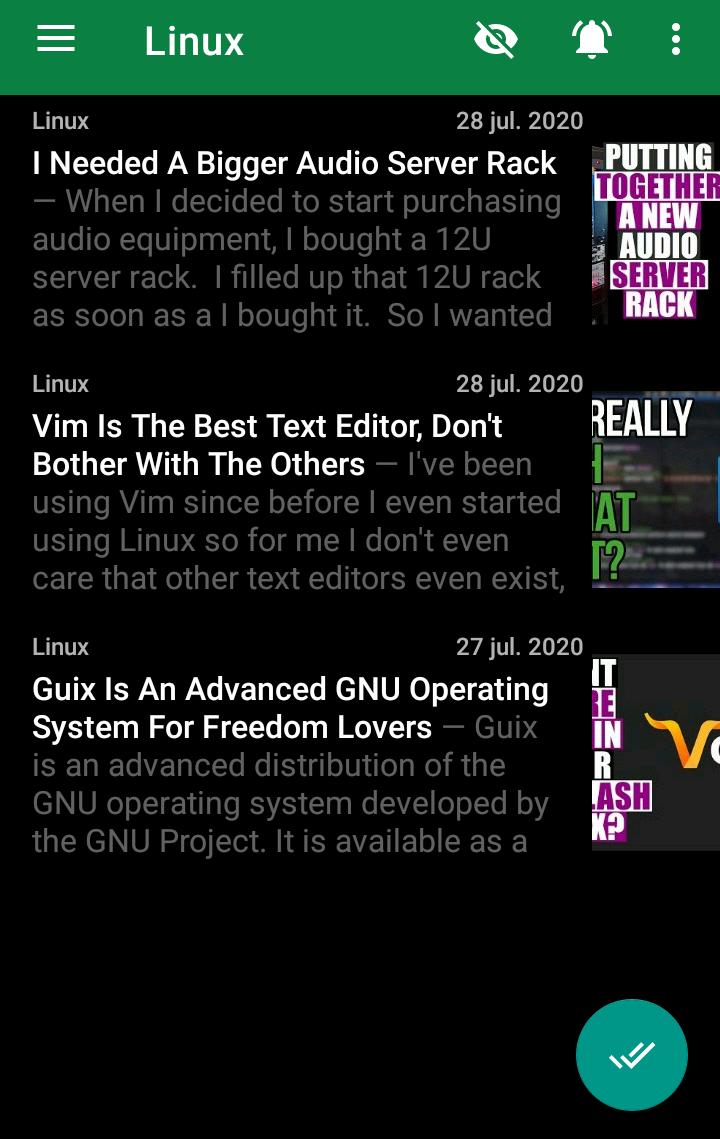 Linux
Linux 28 jul. 2020
I Needed A Bigger Audio Server Rack
— When I decided to start purchasing
audio equipment, I bought a 12U
server rack.  I filled up that 12U rack
as soon as a I bought it.  So I wanted
PUTTING
TOGETHER
A NEW
AUDIO
SERVER
RACK
Linux 28 jul. 2020
Vim Is The Best Text Editor, Don't
Bother With The Others — I've been
using Vim since before I even started
using Linux so for me I don't even
care that other text editors even exist,
REALLY
Linux 27 jul. 2020
Guix Is An Advanced GNU Operating
System For Freedom Lovers — Guix
is an advanced distribution of the
GNU operating system developed by
the GNU Project. It is available as a
IN